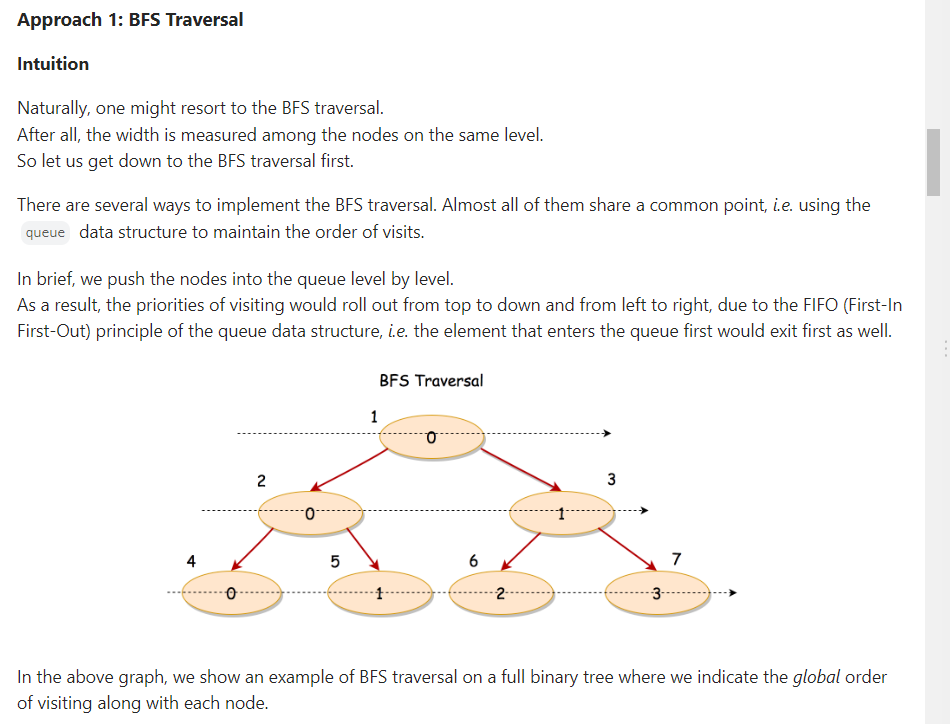 Approach 1: BFS Traversal
Intuition
Naturally, one might resort to the BFS traversal.
After all, the width is measured among the nodes on the same level.
So let us get down to the BFS traversal first.
There are several ways to implement the BFS traversal. Almost all of them share a common point, i.e. using the
queue data structure to maintain the order of visits.
In brief, we push the nodes into the queue level by level.
As a result, the priorities of visiting would roll out from top to down and from left to right, due to the FIFO (First-In
First-Out) principle of the queue data structure, i.e. the element that enters the queue first would exit first as well.
BFS Traversal
1
0
2
3
0
1
4
5
6
7
0
1
2
3
In the above graph, we show an example of BFS traversal on a full binary tree where we indicate the global order
of visiting along with each node.